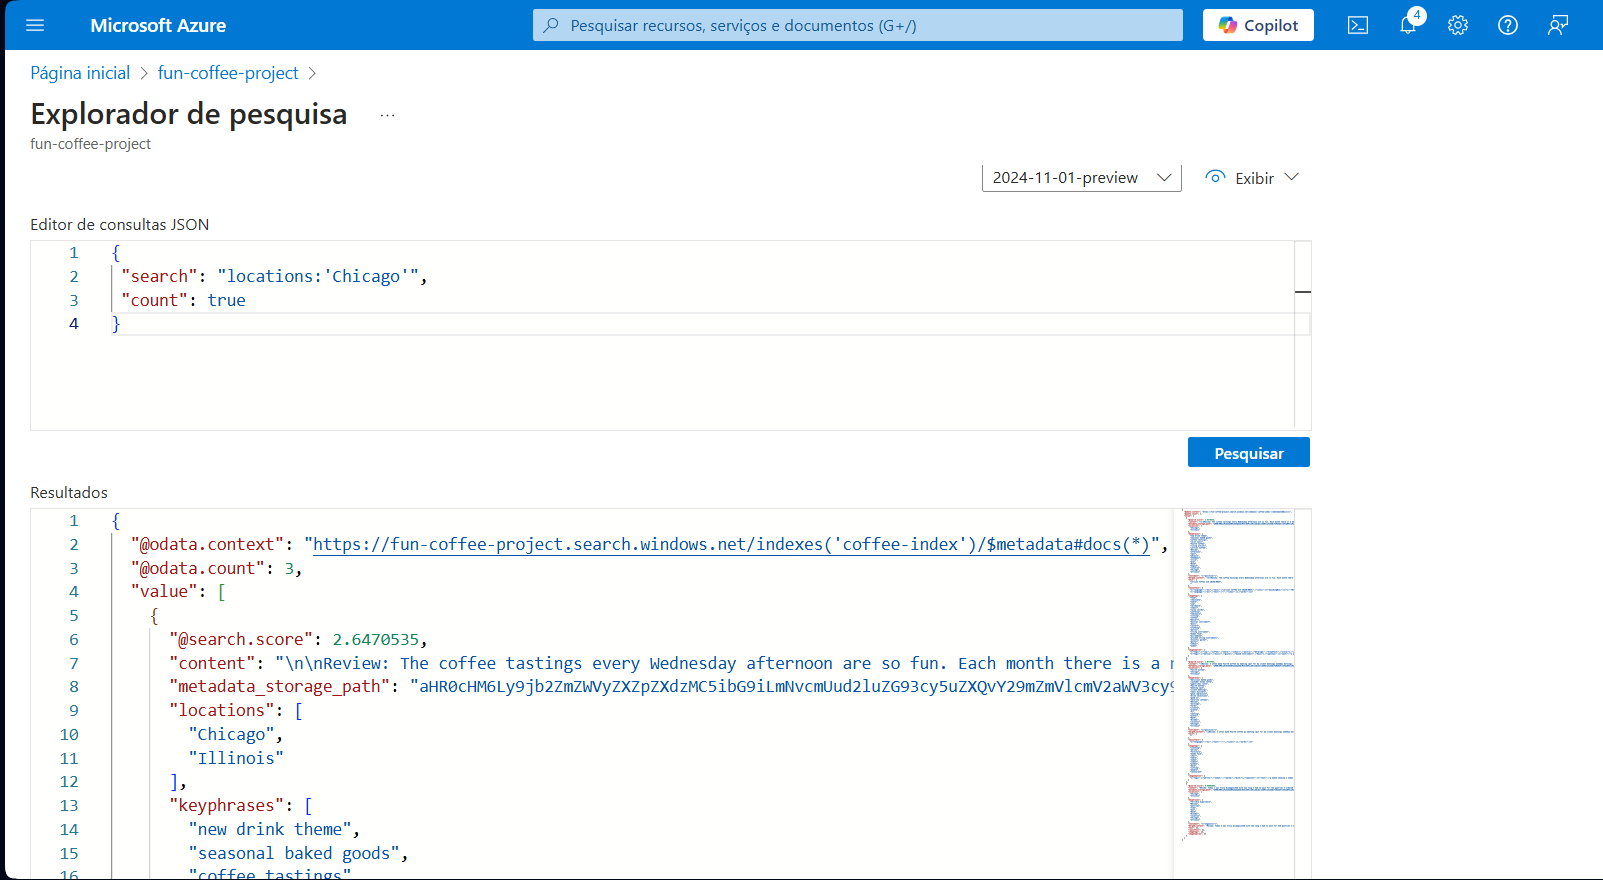 Microsoft Azure
Pesquisar recursos, serviços e documentos (G+/)
Copilot
4
Página inicial > fun-coffee-project >
Explorador de pesquisa ...
fun-coffee-project
2024-11-01-preview
Exibir
Editor de consultas JSON
1 {
2 "search": "locations:'Chicago'",
3 "count": true
4 }
Pesquisar
Resultados
1 {
2 "@odata.context": "https://fun-coffee-project.search.windows.net/indexes('coffee-index')/$metadata#docs(*)",
3 "@odata.count": 3,
4 "value": [
5 {
6 "@search.score": 2.6470535,
7 "content": "\n\nReview: The coffee tastings every Wednesday afternoon are so fun. Each month there is a
8 "metadata_storage_path": "aHR0cHM6Ly9jb2ZmZWVyZXZpZXdzMC5ibG9iLmNvcmUud2luZG93cy5uZXQvY29mZmVlcmV2aWV3cy9
9 "locations": [
10 "Chicago",
11 "Illinois"
12 ],
13 "keyphrases": [
14 "new drink theme",
15 "seasonal baked goods",
16 "coffee tastings"